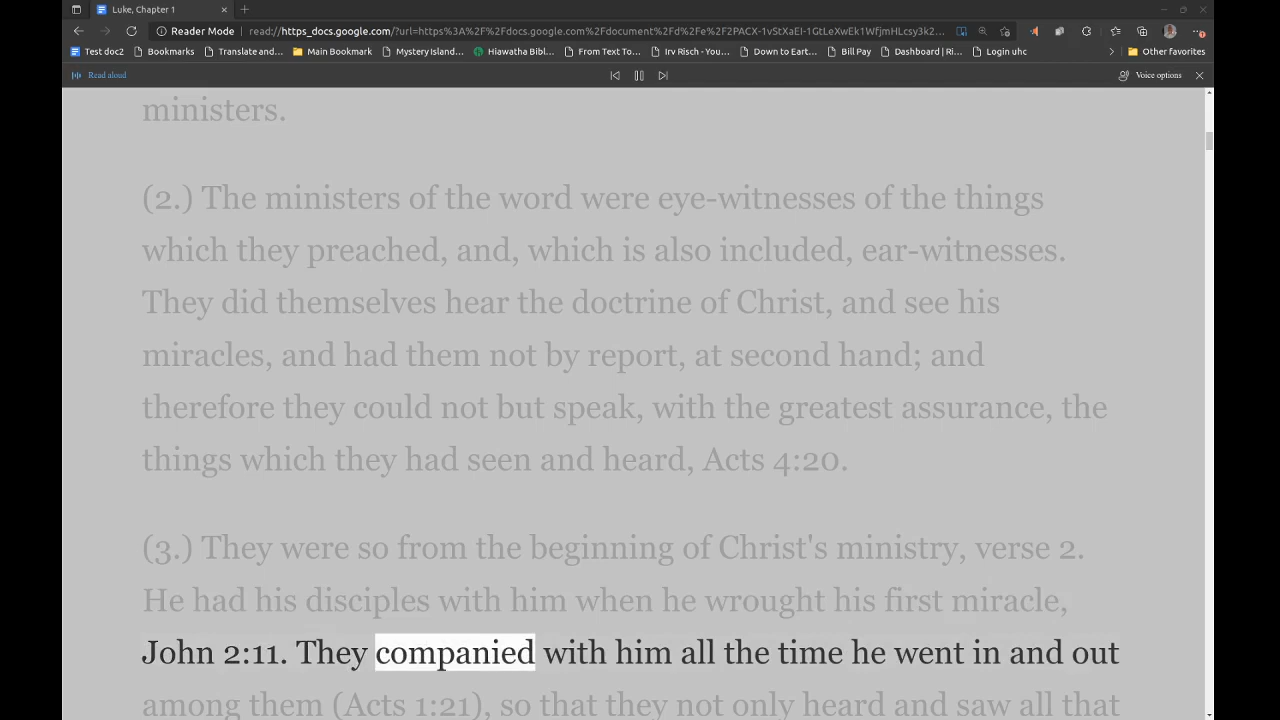 Luke, Chapter 1
Reader Mode read://https_docs.google.com/?url=https%3A%2F%2Fdocs.google.com%2Fdocument%2Fd%2Fe%2F2PACX-1vStXaEI-1GtLeXwEk1WfjmHLcsy3k2...
Test doc2 Bookmarks Translate and... Main Bookmark Mystery Island... Hiawatha Bibl... From Text To... Irv Risch - You... Down to Eart... Bill Pay Dashboard | Ri... Login uhc Other favorites
Read aloud Voice options
ministers.
(2.) The ministers of the word were eye-witnesses of the things
which they preached, and, which is also included, ear-witnesses.
They did themselves hear the doctrine of Christ, and see his
miracles, and had them not by report, at second hand; and
therefore they could not but speak, with the greatest assurance, the
things which they had seen and heard, Acts 4:20.
(3.) They were so from the beginning of Christ's ministry, verse 2.
He had his disciples with him when he wrought his first miracle,
John 2:11. They companied with him all the time he went in and out
among them (Acts 1:21), so that they not only heard and saw all that